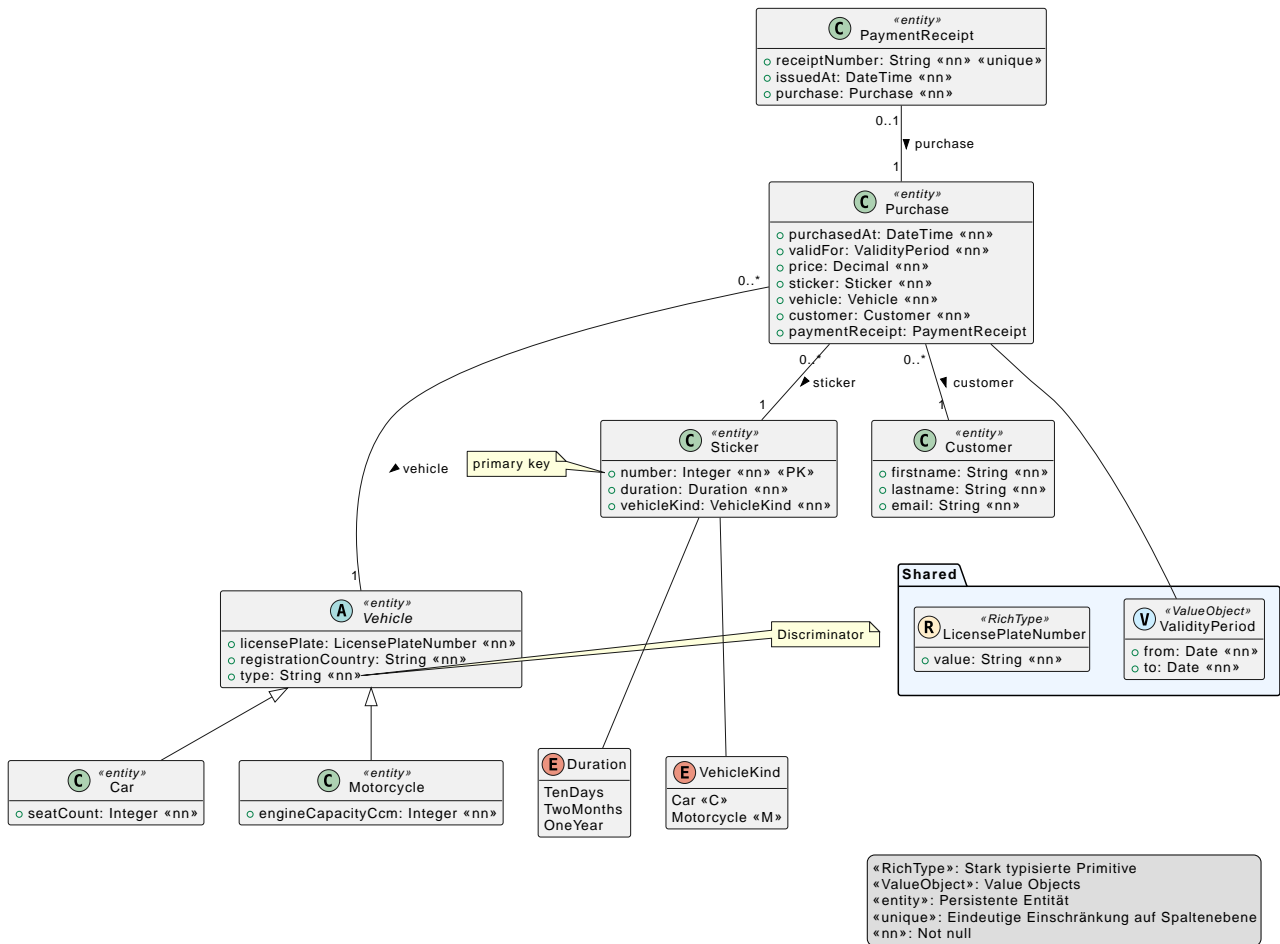 «entity»
C PaymentReceipt
receiptNumber: String «nn» «unique»
issuedAt: DateTime «nn»
purchase: Purchase «nn»
0..1
purchase
1
«entity»
C Purchase
purchasedAt: DateTime «nn»
validFor: ValidityPeriod «nn»
price: Decimal «nn»
sticker: Sticker «nn»
vehicle: Vehicle «nn»
customer: Customer «nn»
paymentReceipt: PaymentReceipt
0..*
0..*
0..*
sticker
customer
1
1
vehicle
1
primary key
«entity»
C Sticker
number: Integer «nn» «PK»
duration: Duration «nn»
vehicleKind: VehicleKind «nn»
«entity»
C Customer
firstname: String «nn»
lastname: String «nn»
email: String «nn»
«entity»
A Vehicle
licensePlate: LicensePlateNumber «nn»
registrationCountry: String «nn»
type: String «nn»
Discriminator
Shared
«RichType»
R LicensePlateNumber
value: String «nn»
«ValueObject»
V ValidityPeriod
from: Date «nn»
to: Date «nn»
«entity»
C Car
seatCount: Integer «nn»
«entity»
C Motorcycle
engineCapacityCcm: Integer «nn»
E Duration
TenDays
TwoMonths
OneYear
E VehicleKind
Car «C»
Motorcycle «M»
«RichType»: Stark typisierte Primitive
«ValueObject»: Value Objects
«entity»: Persistente Entität
«unique»: Eindeutige Einschränkung auf Spaltenebene
«nn»: Not null